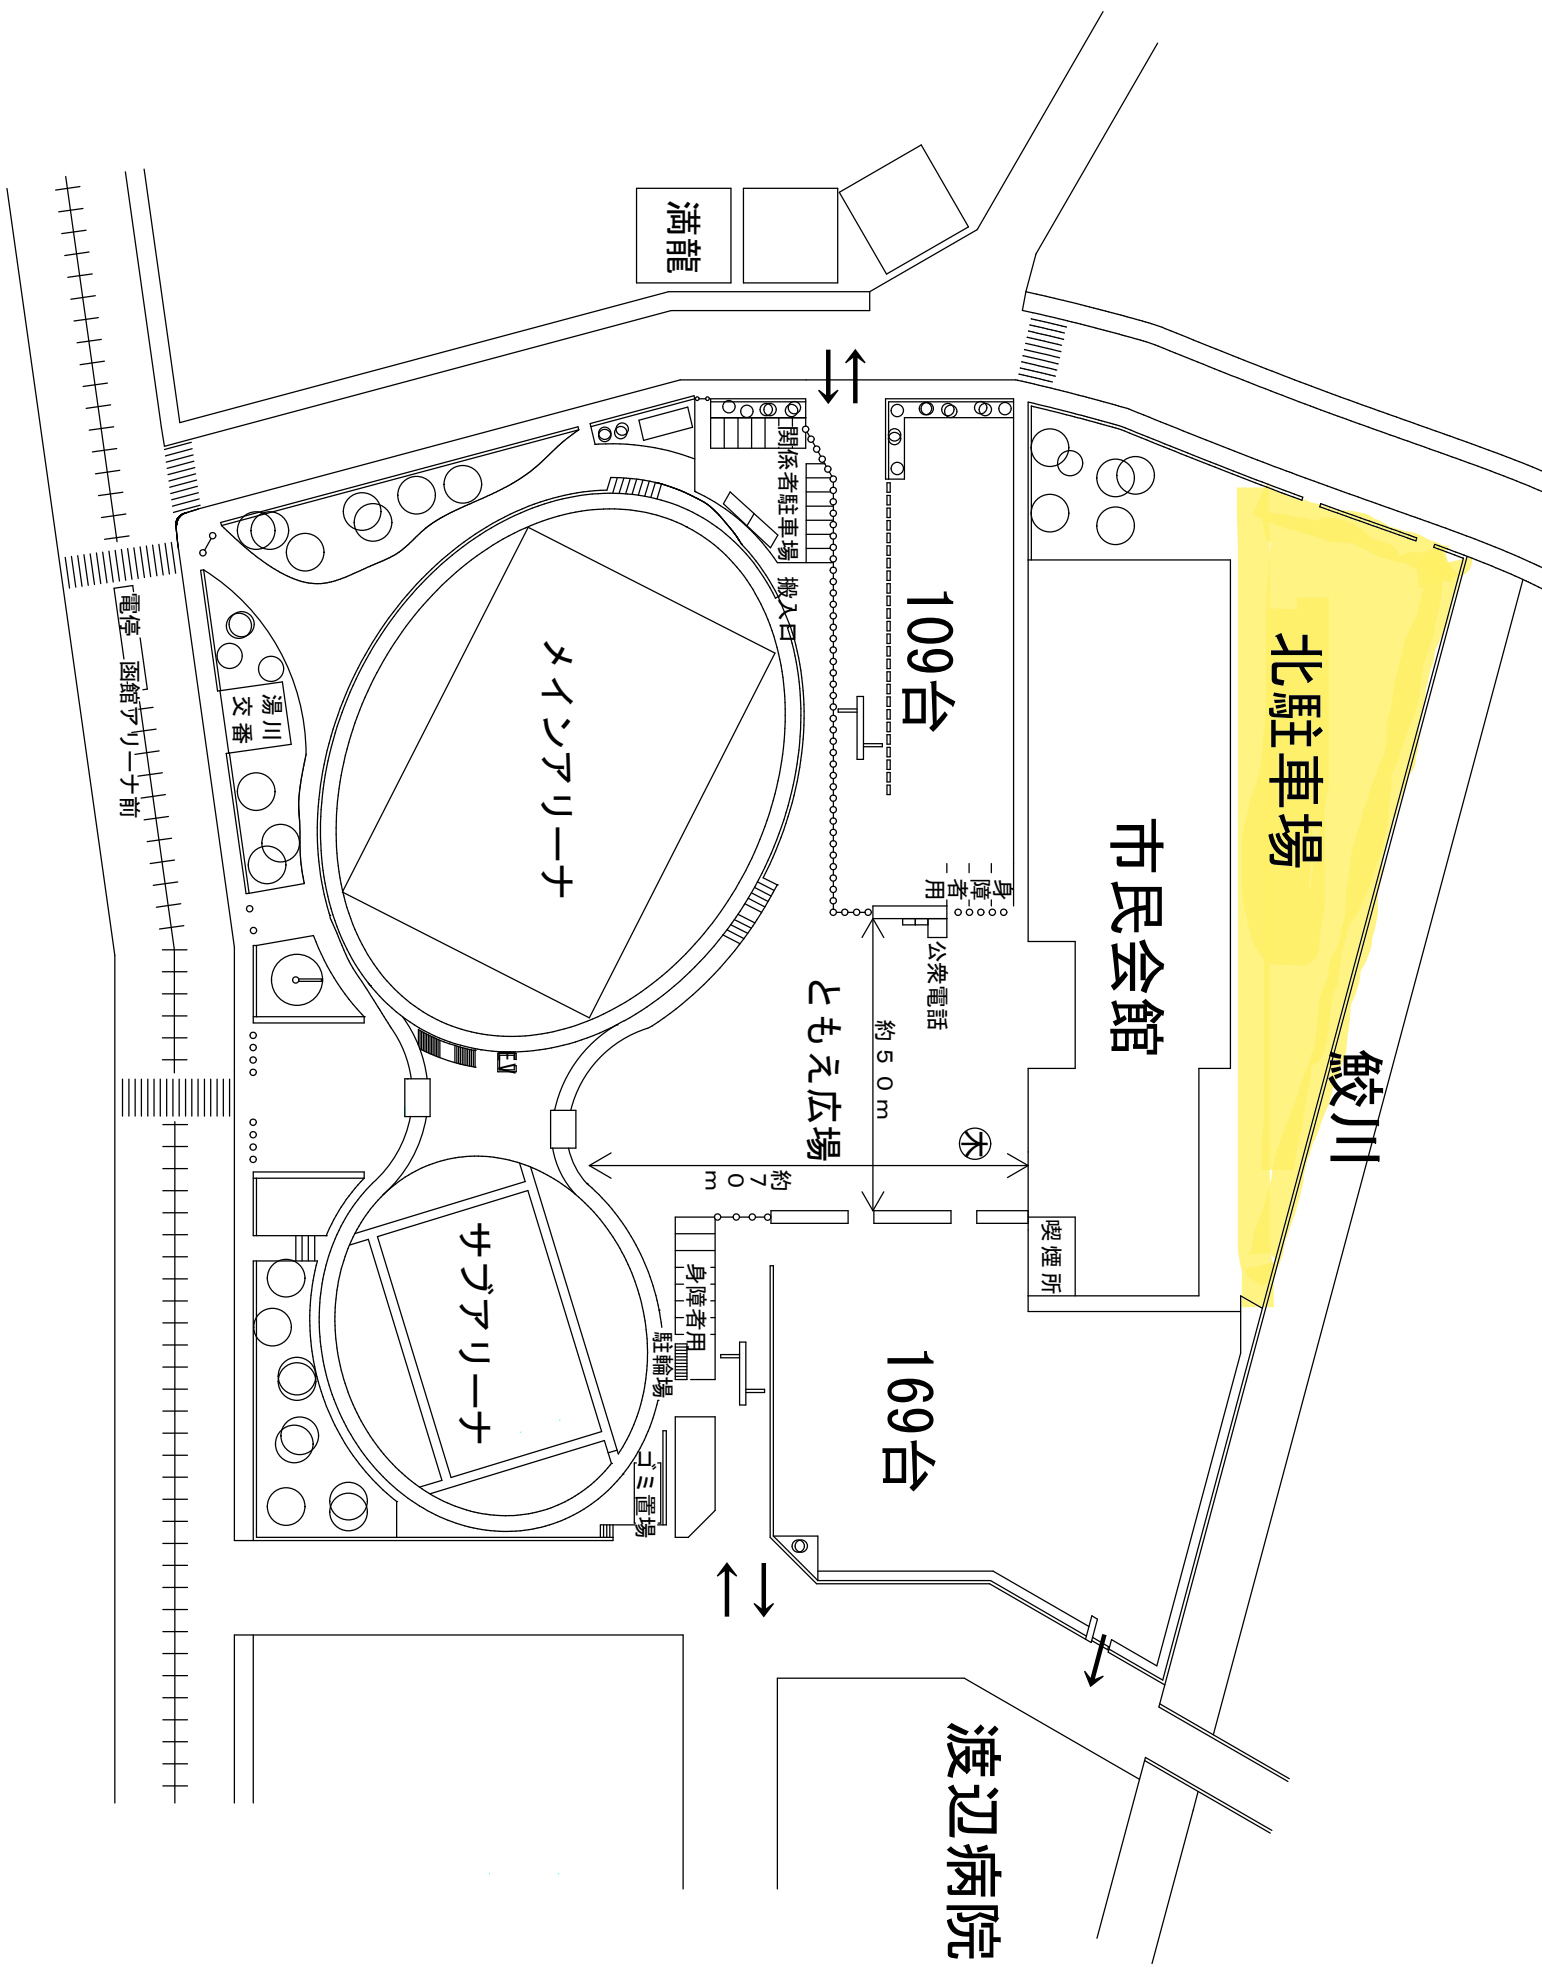 鮫川
北駐車場
市民会館
喫煙所
109台
身障者用
公衆電話
約50m
㊍
169台
渡辺病院
ともえ広場
約70m
満龍
関係者駐車場
搬入口
身障者用
駐輪場
ゴミ置場
メインアリーナ
EV
サブアリーナ
湯川
交番
電停 函館アリーナ前